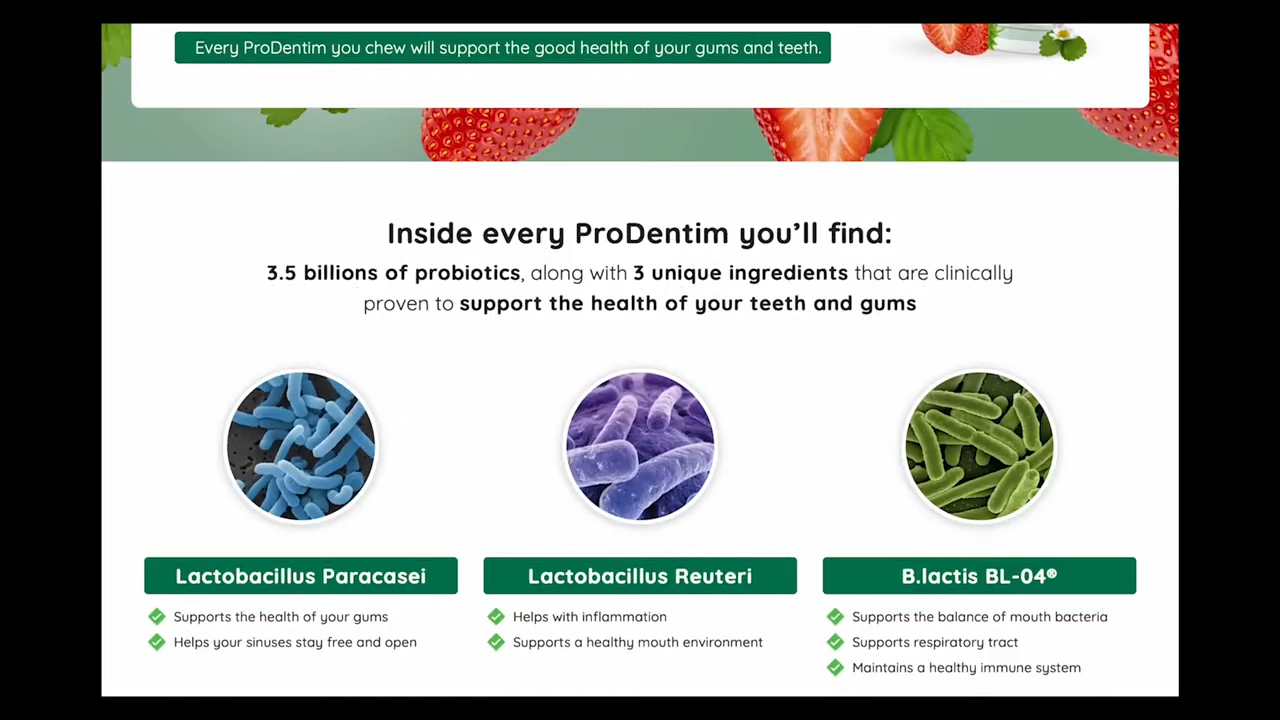 Every ProDentim you chew will support the good health of your gums and teeth.
Inside every ProDentim you'll find:
3.5 billions of probiotics, along with 3 unique ingredients that are clinically
proven to support the health of your teeth and gums
Lactobacillus Paracasei
Supports the health of your gums
Helps your sinuses stay free and open
Lactobacillus Reuteri
Helps with inflammation
Supports a healthy mouth environment
B.lactis BL-04®
Supports the balance of mouth bacteria
Supports respiratory tract
Maintains a healthy immune system